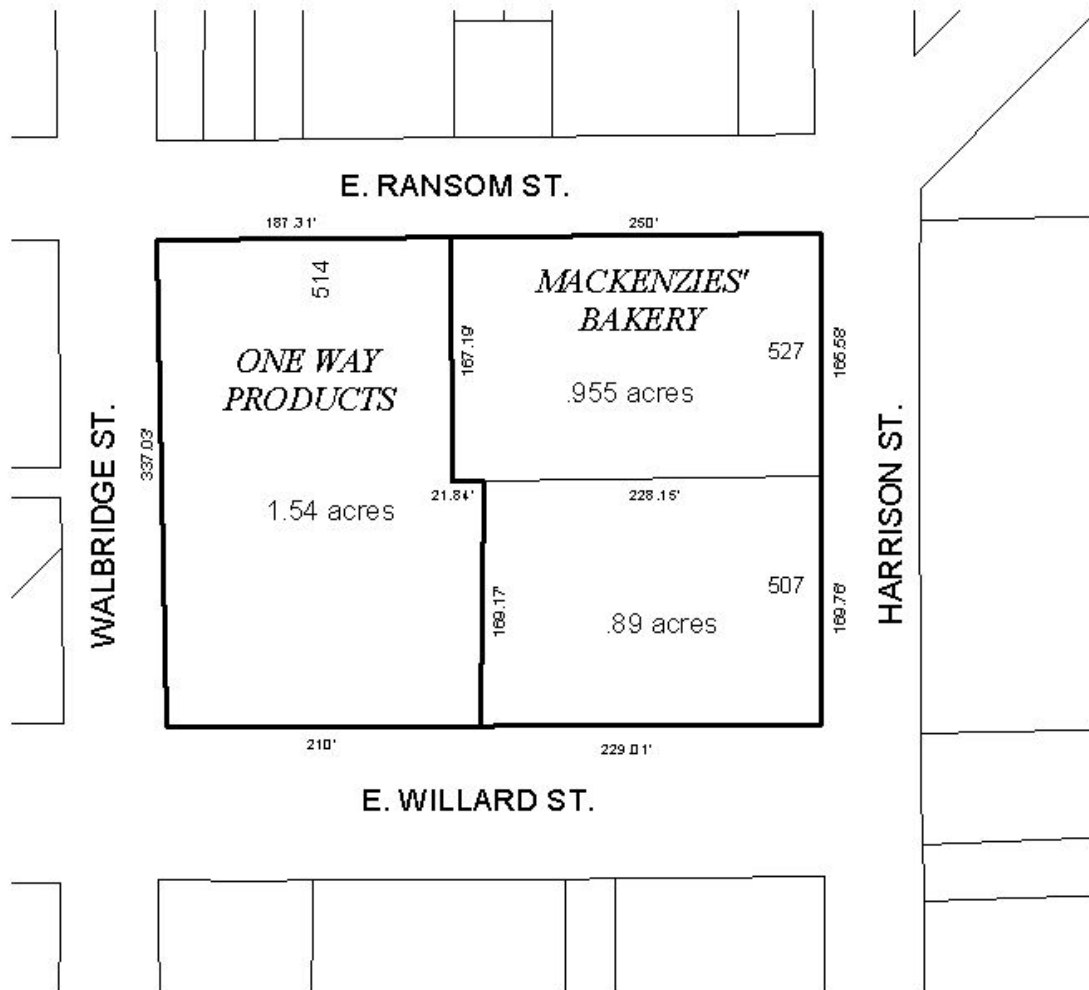 E. RANSOM ST.
187.31'
250'
514
MACKENZIES'
BAKERY
527
167.19'
ONE WAY
PRODUCTS
.955 acres
337.03'
WALBRIDGE ST.
HARRISON ST.
21.84'
228.15'
1.54 acres
507
.89 acres
169.17'
169.76'
210'
229.01'
E. WILLARD ST.